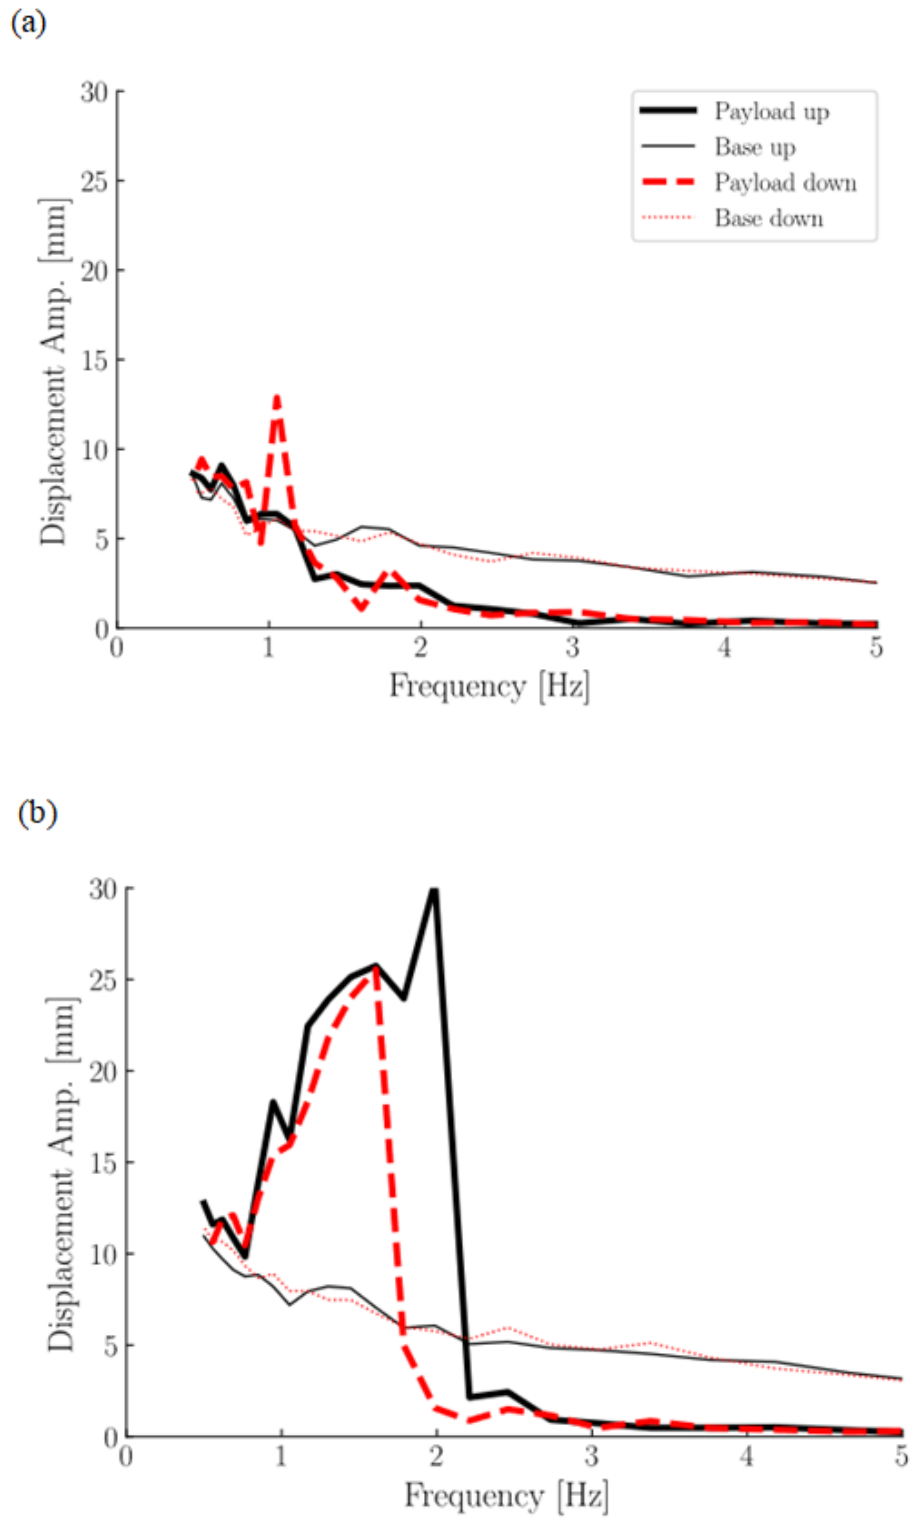 (a)
Displacement Amp. [mm]
30
25
20
15
10
5
0
Payload up
Base up
Payload down
Base down
0 1 2 3 4 5
Frequency [Hz]
(b)
Displacement Amp. [mm]
30
25
20
15
10
5
0
0 1 2 3 4 5
Frequency [Hz]